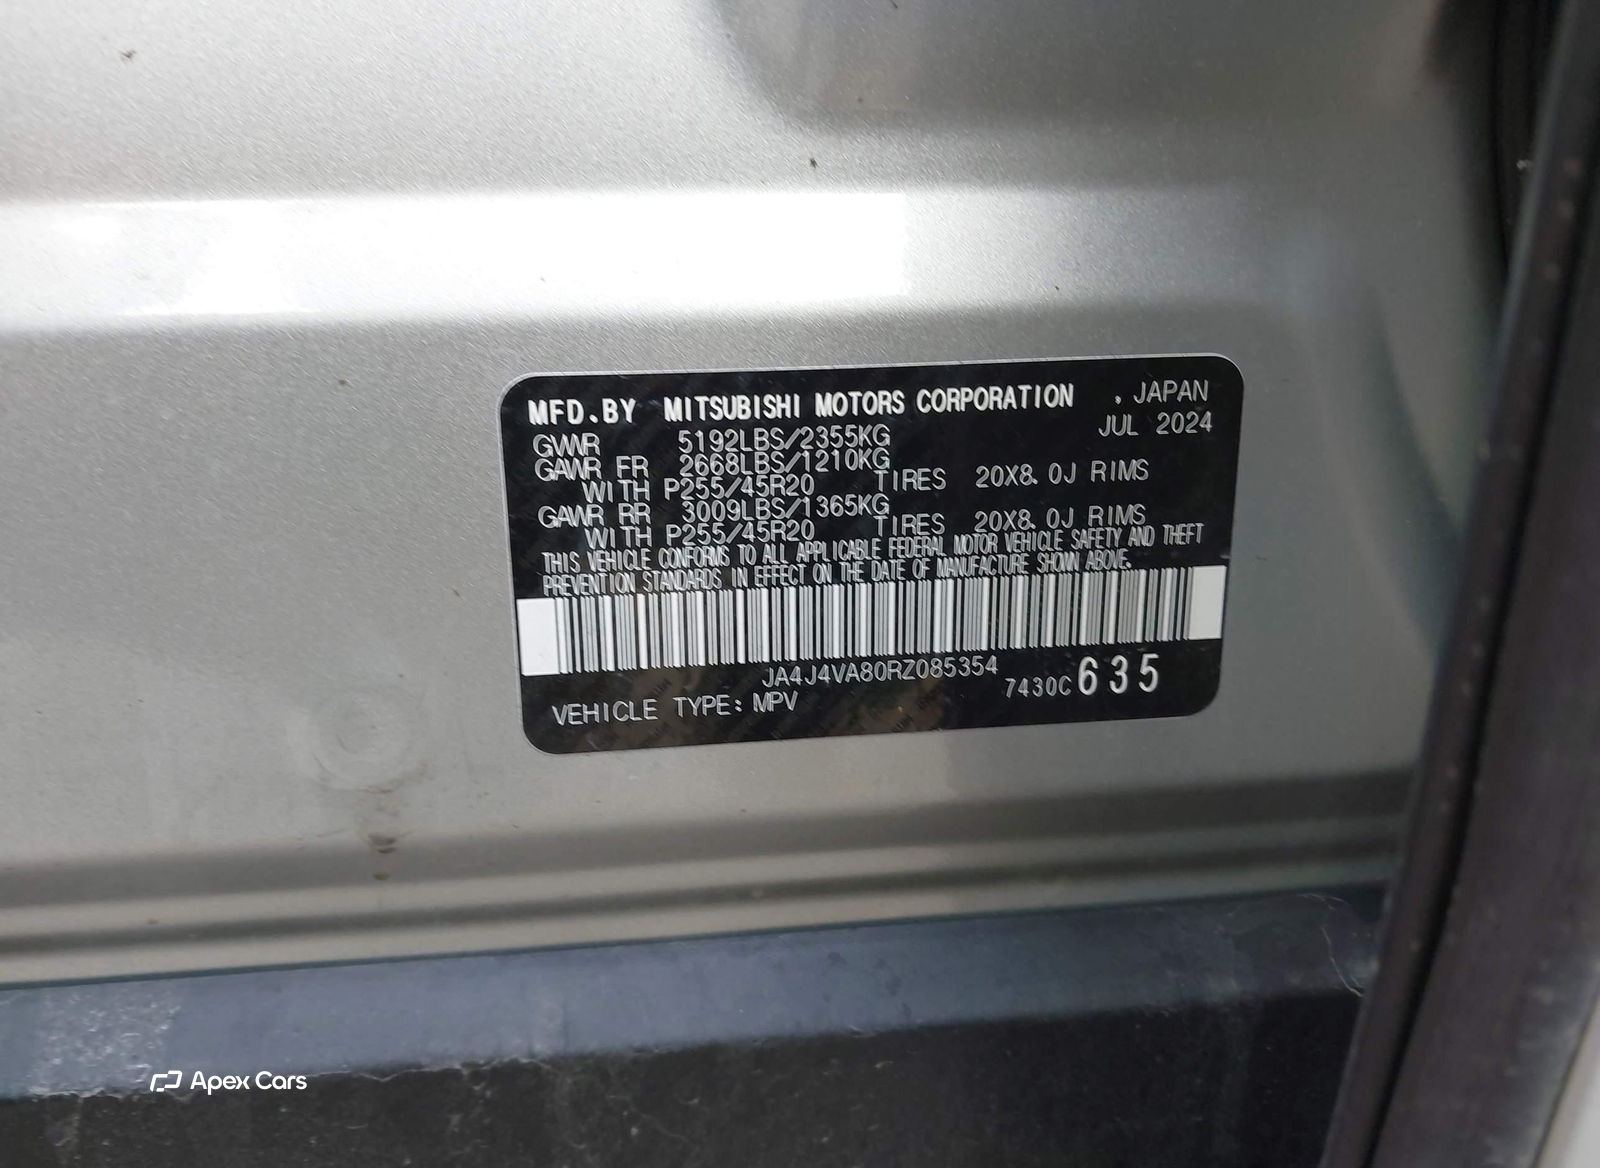 MFD.BY MITSUBISHI MOTORS CORPORATION , JAPAN
JUL 2024
GVWR 5192LBS/2355KG
GAWR FR 2668LBS/1210KG
WITH P255/45R20 TIRES 20X8.0J RIMS
GAWR RR 3009LBS/1365KG
WITH P255/45R20 TIRES 20X8.0J RIMS
THIS VEHICLE CONFORMS TO ALL APPLICABLE FEDERAL MOTOR VEHICLE SAFETY AND THEFT
PREVENTION STANDARDS IN EFFECT ON THE DATE OF MANUFACTURE SHOWN ABOVE.
JA4J4VA80RZ085354
7430C 635
VEHICLE TYPE: MPV
Apex Cars